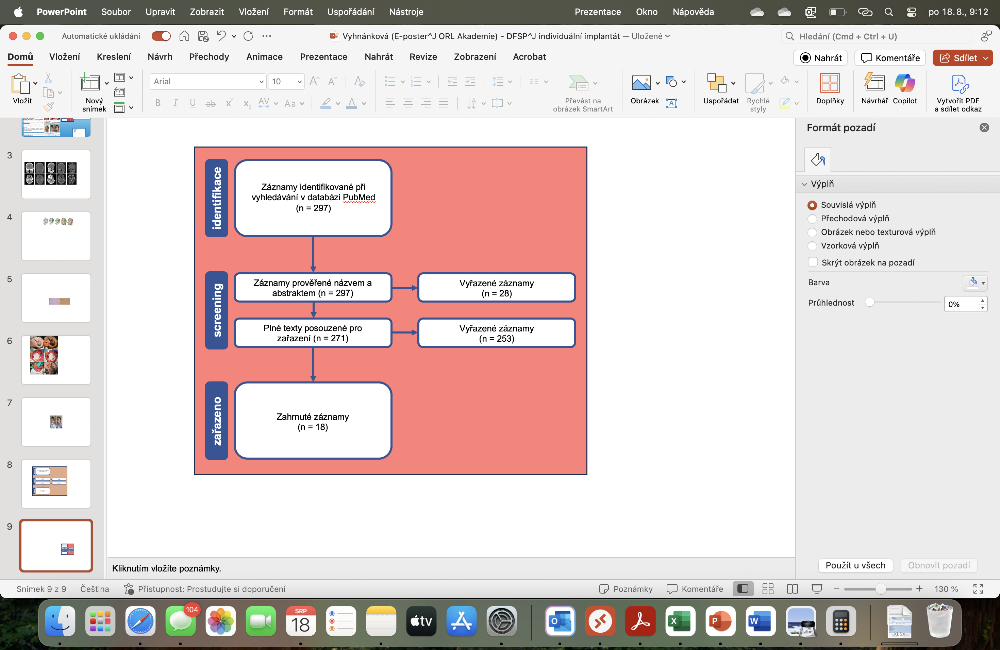 PowerPoint Soubor Upravit Zobrazit Vložení Formát Uspořádání Nástroje Prezentace Okno Nápověda po 18. 8., 9:12
Automatické ukládání Vyhnánková (E-poster^J ORL Akademie) - DFSP^J individuální implantát — Uložené Hledání (Cmd + Ctrl + U)
Domů Vložení Kreslení Návrh Přechody Animace Prezentace Nahrát Revize Zobrazení Acrobat Nahrát Komentáře Sdílet
Arial 10
Vložit
Nový
snímek
Převést na
obrázek SmartArt
Obrázek
Uspořádat
Rychlé
styly
Doplňky
Návrhář
Copilot
Vytvořit PDF
a sdílet odkaz
3
4
5
6
7
8
9
identifikace
Záznamy identifikované při
vyhledávání v databázi PubMed
(n = 297)
screening
Záznamy prověřené názvem a
abstraktem (n = 297)
Vyřazené záznamy
(n = 28)
Plné texty posouzené pro
zařazení (n = 271)
Vyřazené záznamy
(n = 253)
zařazeno
Zahrnuté záznamy
(n = 18)
Formát pozadí
Výplň
Souvislá výplň
Přechodová výplň
Obrázek nebo texturová výplň
Vzorková výplň
Skrýt obrázek na pozadí
Barva
Průhlednost 0%
Použít u všech Obnovit pozadí
Kliknutím vložíte poznámky.
Snímek 9 z 9 Čeština Přístupnost: Prostudujte si doporučení Poznámky Komentáře 130 %
104
SRP
18
tv
XLSX